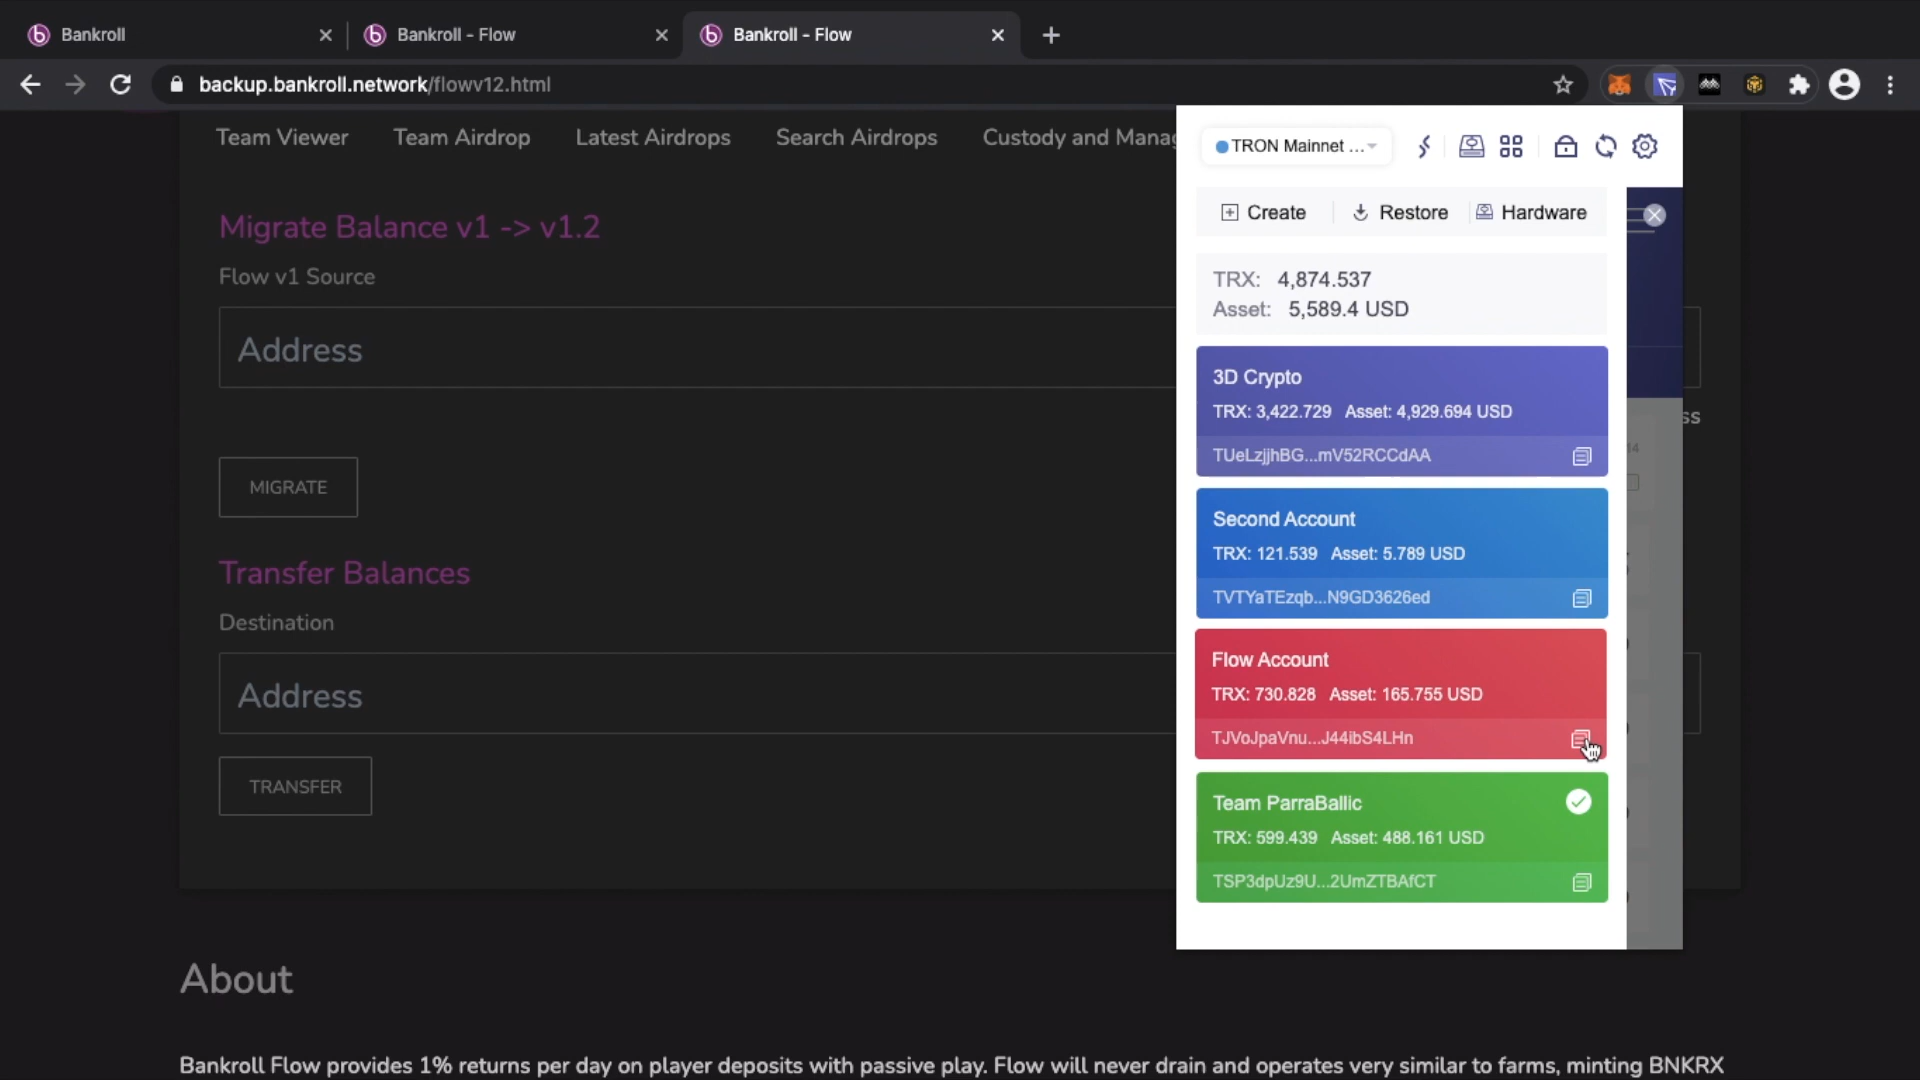 Bankroll
Bankroll - Flow
Bankroll - Flow
backup.bankroll.network/flowv12.html
Team Viewer
Team Airdrop
Latest Airdrops
Search Airdrops
Custody and Manag
Migrate Balance v1 -> v1.2
Flow v1 Source
Address
MIGRATE
Transfer Balances
Destination
Address
TRANSFER
TRON Mainnet ...
Create
Restore
Hardware
TRX: 4,874.537
Asset: 5,589.4 USD
3D Crypto
TRX: 3,422.729 Asset: 4,929.694 USD
TUeLzjjhBG...mV52RCCdAA
Second Account
TRX: 121.539 Asset: 5.789 USD
TVTYaTEzqb...N9GD3626ed
Flow Account
TRX: 730.828 Asset: 165.755 USD
TJVoJpaVnu...J44ibS4LHn
Team ParraBallic
TRX: 599.439 Asset: 488.161 USD
TSP3dpUz9U...2UmZTBAfCT
ss
14
About
Bankroll Flow provides 1% returns per day on player deposits with passive play. Flow will never drain and operates very similar to farms, minting BNKRX